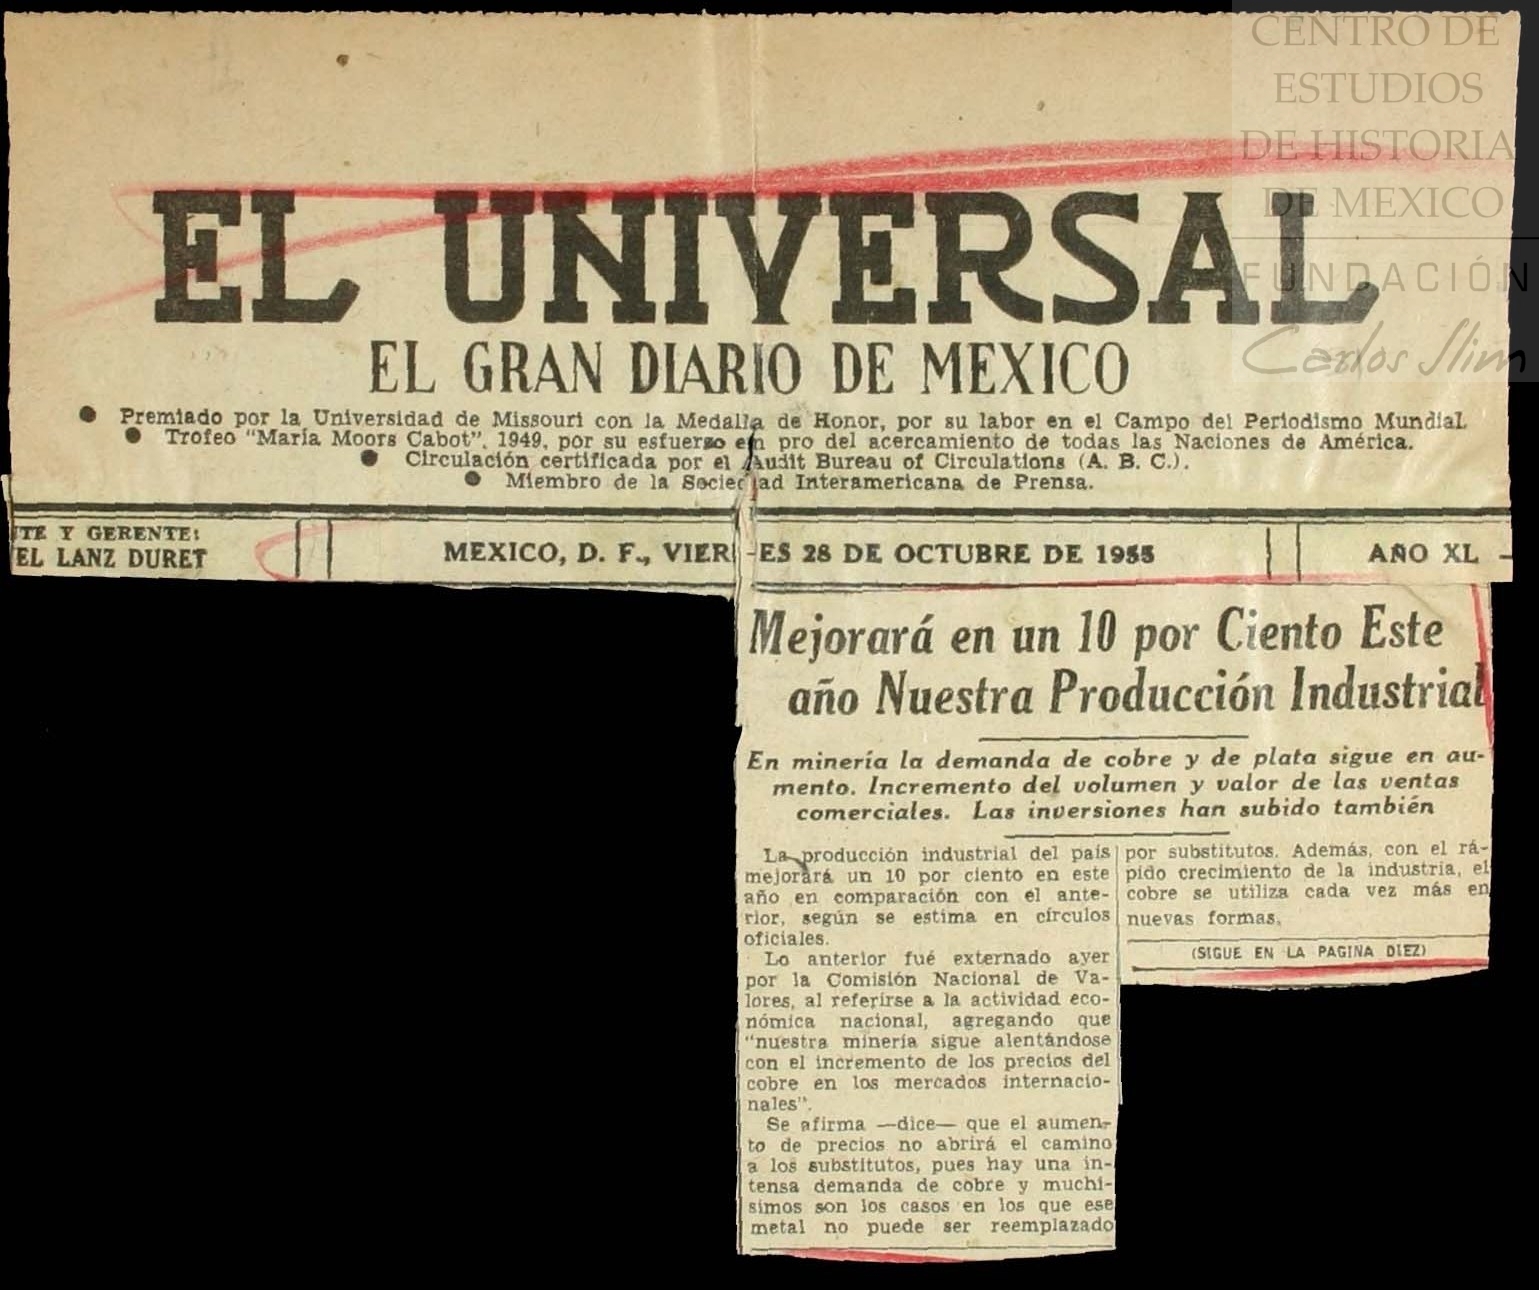 CENTRO DE
ESTUDIOS
DE HISTORIA
DE MEXICO
FUNDACIÓN
Carlos Slim
EL UNIVERSAL
EL GRAN DIARIO DE MEXICO
● Premiado por la Universidad de Missouri con la Medalla de Honor, por su labor en el Campo del Periodismo Mundial.
● Trofeo "María Moors Cabot", 1949, por su esfuerzo en pro del acercamiento de todas las Naciones de América.
● Circulación certificada por el Audit Bureau of Circulations (A. B. C.).
● Miembro de la Sociedad Interamericana de Prensa.
TE Y GERENTE:
EL LANZ DURET
MEXICO, D. F., VIERNES 28 DE OCTUBRE DE 1955
AÑO XL -
Mejorará en un 10 por Ciento Este
año Nuestra Producción Industrial
En minería la demanda de cobre y de plata sigue en au-
mento. Incremento del volumen y valor de las ventas
comerciales. Las inversiones han subido también
La producción industrial del país
mejorará un 10 por ciento en este
año en comparación con el ante-
rior, según se estima en círculos
oficiales.
Lo anterior fué externado ayer
por la Comisión Nacional de Va-
lores, al referirse a la actividad eco-
nómica nacional, agregando que
"nuestra minería sigue alentándose
con el incremento de los precios del
cobre en los mercados internacio-
nales".
Se afirma —dice— que el aumen-
to de precios no abrirá el camino
a los substitutos, pues hay una in-
tensa demanda de cobre y muchí-
simos son los casos en los que ese
metal no puede ser reemplazado
por substitutos. Además, con el rá-
pido crecimiento de la industria, el
cobre se utiliza cada vez más en
nuevas formas.
(SIGUE EN LA PAGINA DIEZ)